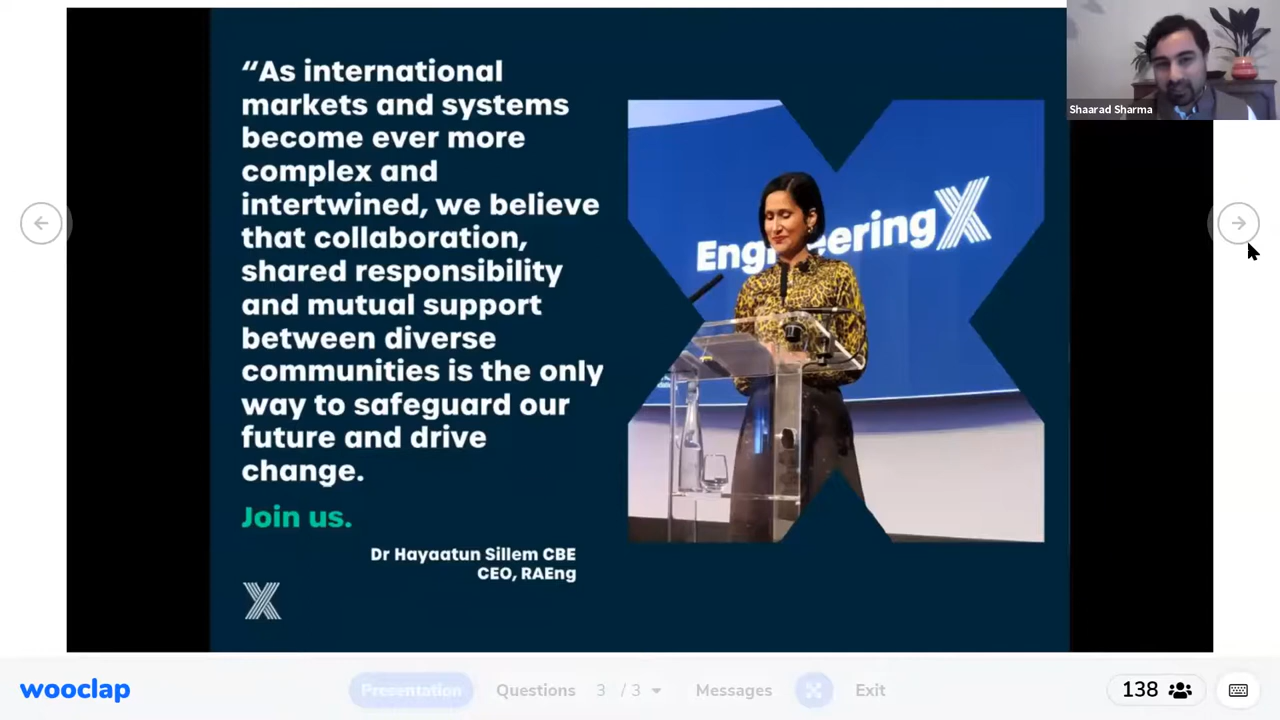 “As international
markets and systems
become ever more
complex and
intertwined, we believe
that collaboration,
shared responsibility
and mutual support
between diverse
communities is the only
way to safeguard our
future and drive
change.
Join us.
Dr Hayaatun Sillem CBE
CEO, RAEng
X
Eng eering X
Shaarad Sharma
wooclap
Presentation
Questions 3 / 3
Messages
Exit
138